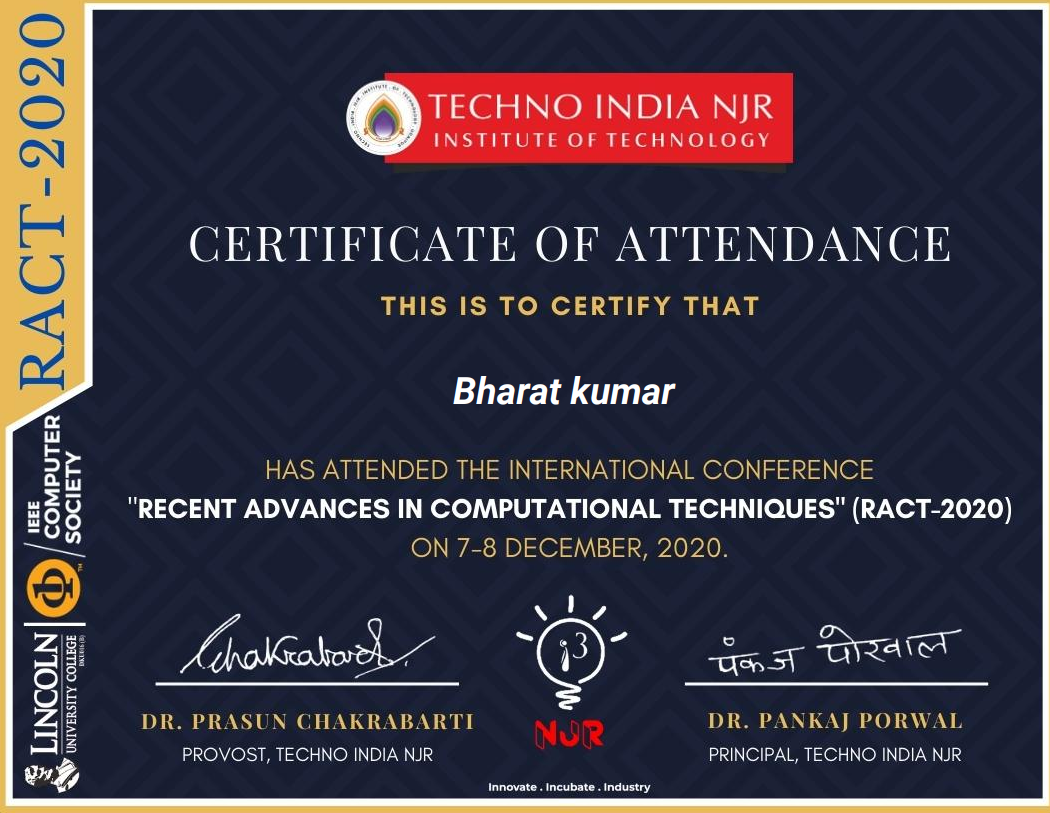 RACT-2020
TECHNO INDIA NJR
INSTITUTE OF TECHNOLOGY
CERTIFICATE OF ATTENDANCE
THIS IS TO CERTIFY THAT
Bharat kumar
HAS ATTENDED THE INTERNATIONAL CONFERENCE
"RECENT ADVANCES IN COMPUTATIONAL TECHNIQUES" (RACT-2020)
ON 7-8 DECEMBER, 2020.
IEEE
COMPUTER
SOCIETY
TM
LINCOLN
UNIVERSITY COLLEGE
Chakrabarti
DR. PRASUN CHAKRABARTI
PROVOST, TECHNO INDIA NJR
i3
NJR
पंकज पोरवाल
DR. PANKAJ PORWAL
PRINCIPAL, TECHNO INDIA NJR
Innovate . Incubate . Industry